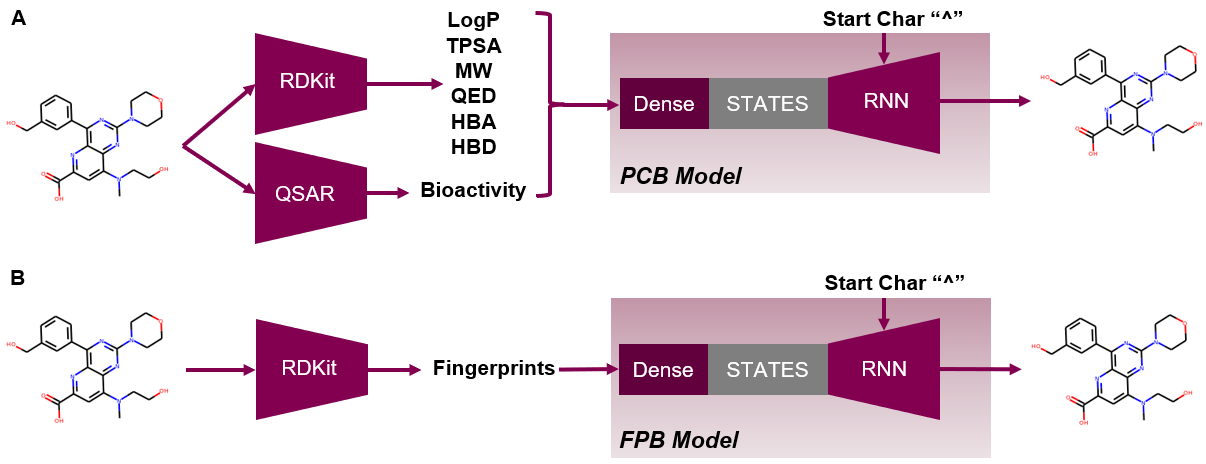 A
Start Char “^”
LogP
TPSA
MW
QED
HBA
HBD
RDKit
QSAR
Bioactivity
Dense
STATES
RNN
PCB Model
HO
N
N
O
N
N
N
OH
O
OH
HO
N
N
O
N
N
N
OH
O
OH
B
Start Char “^”
RDKit
Fingerprints
Dense
STATES
RNN
FPB Model
HO
N
N
O
N
N
N
OH
O
OH
HO
N
N
O
N
N
N
OH
O
OH